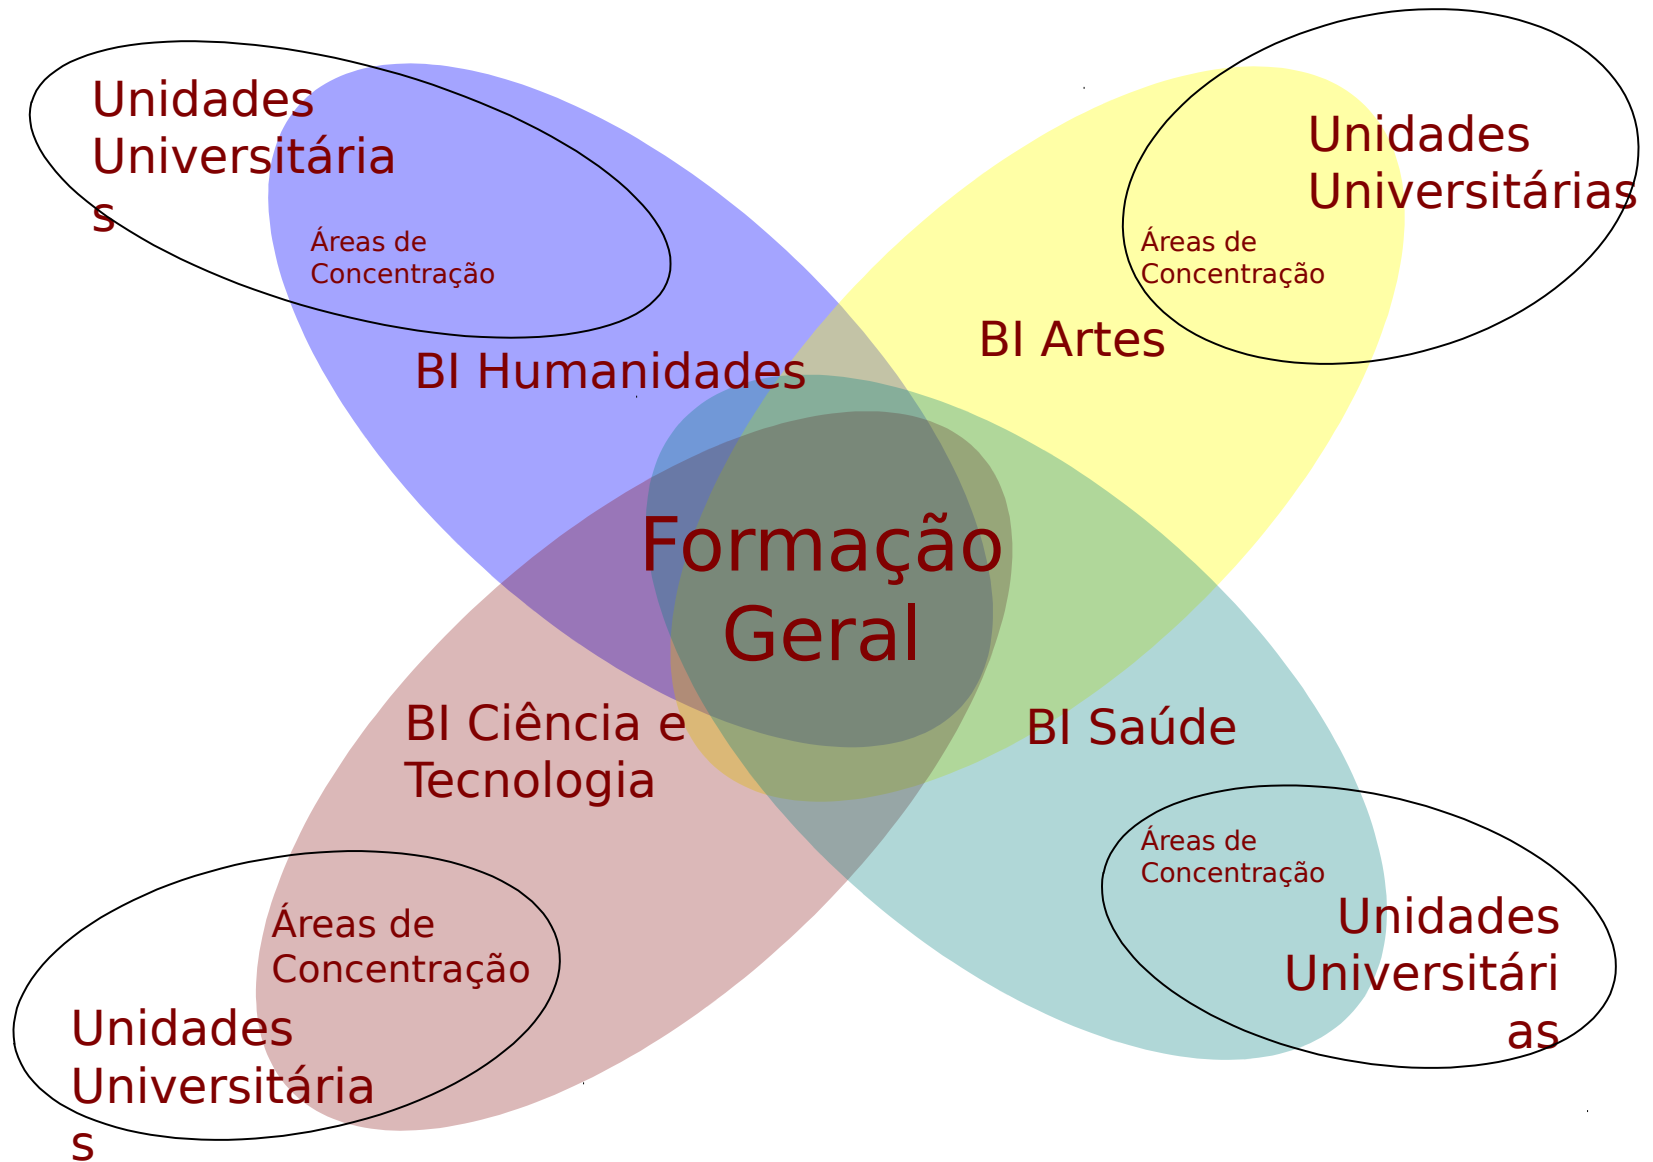 Unidades
Universitária
s
Áreas de
Concentração
BI Humanidades
Unidades
Universitárias
Áreas de
Concentração
BI Artes
Formação
Geral
BI Ciência e
Tecnologia
Áreas de
Concentração
Unidades
Universitária
s
BI Saúde
Áreas de
Concentração
Unidades
Universitári
as